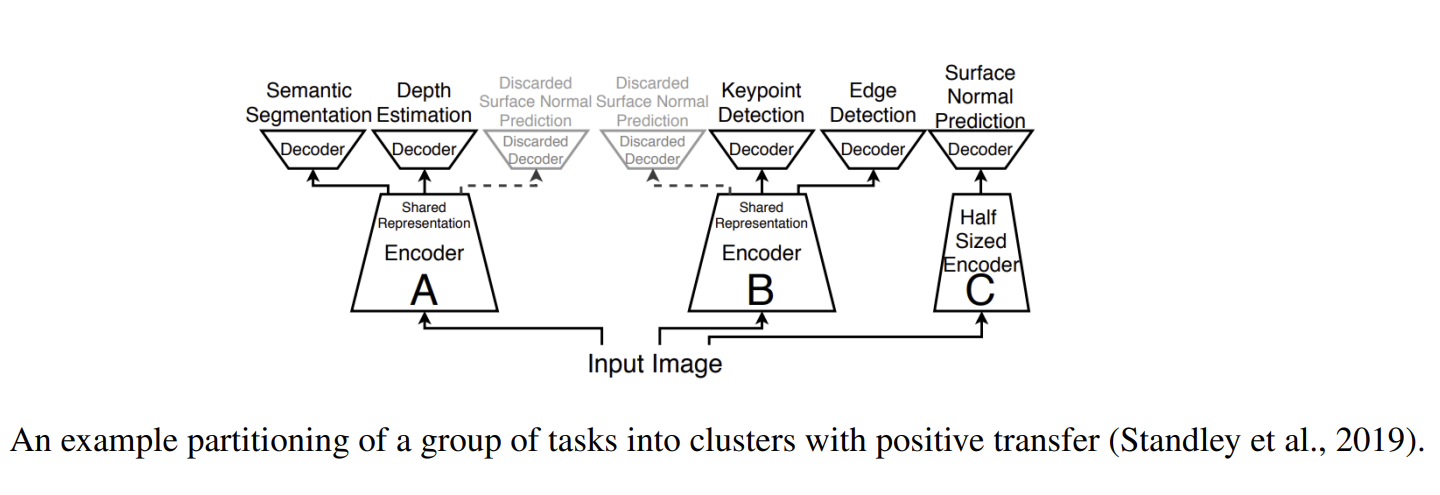 Semantic
Segmentation
Depth
Estimation
Discarded
Surface Normal
Prediction
Discarded
Surface Normal
Prediction
Keypoint
Detection
Edge
Detection
Surface
Normal
Prediction
Decoder
Decoder
Discarded
Decoder
Discarded
Decoder
Decoder
Decoder
Decoder
Shared
Representation
Encoder
A
Shared
Representation
Encoder
B
Half
Sized
Encoder
C
Input Image
An example partitioning of a group of tasks into clusters with positive transfer (Standley et al., 2019).